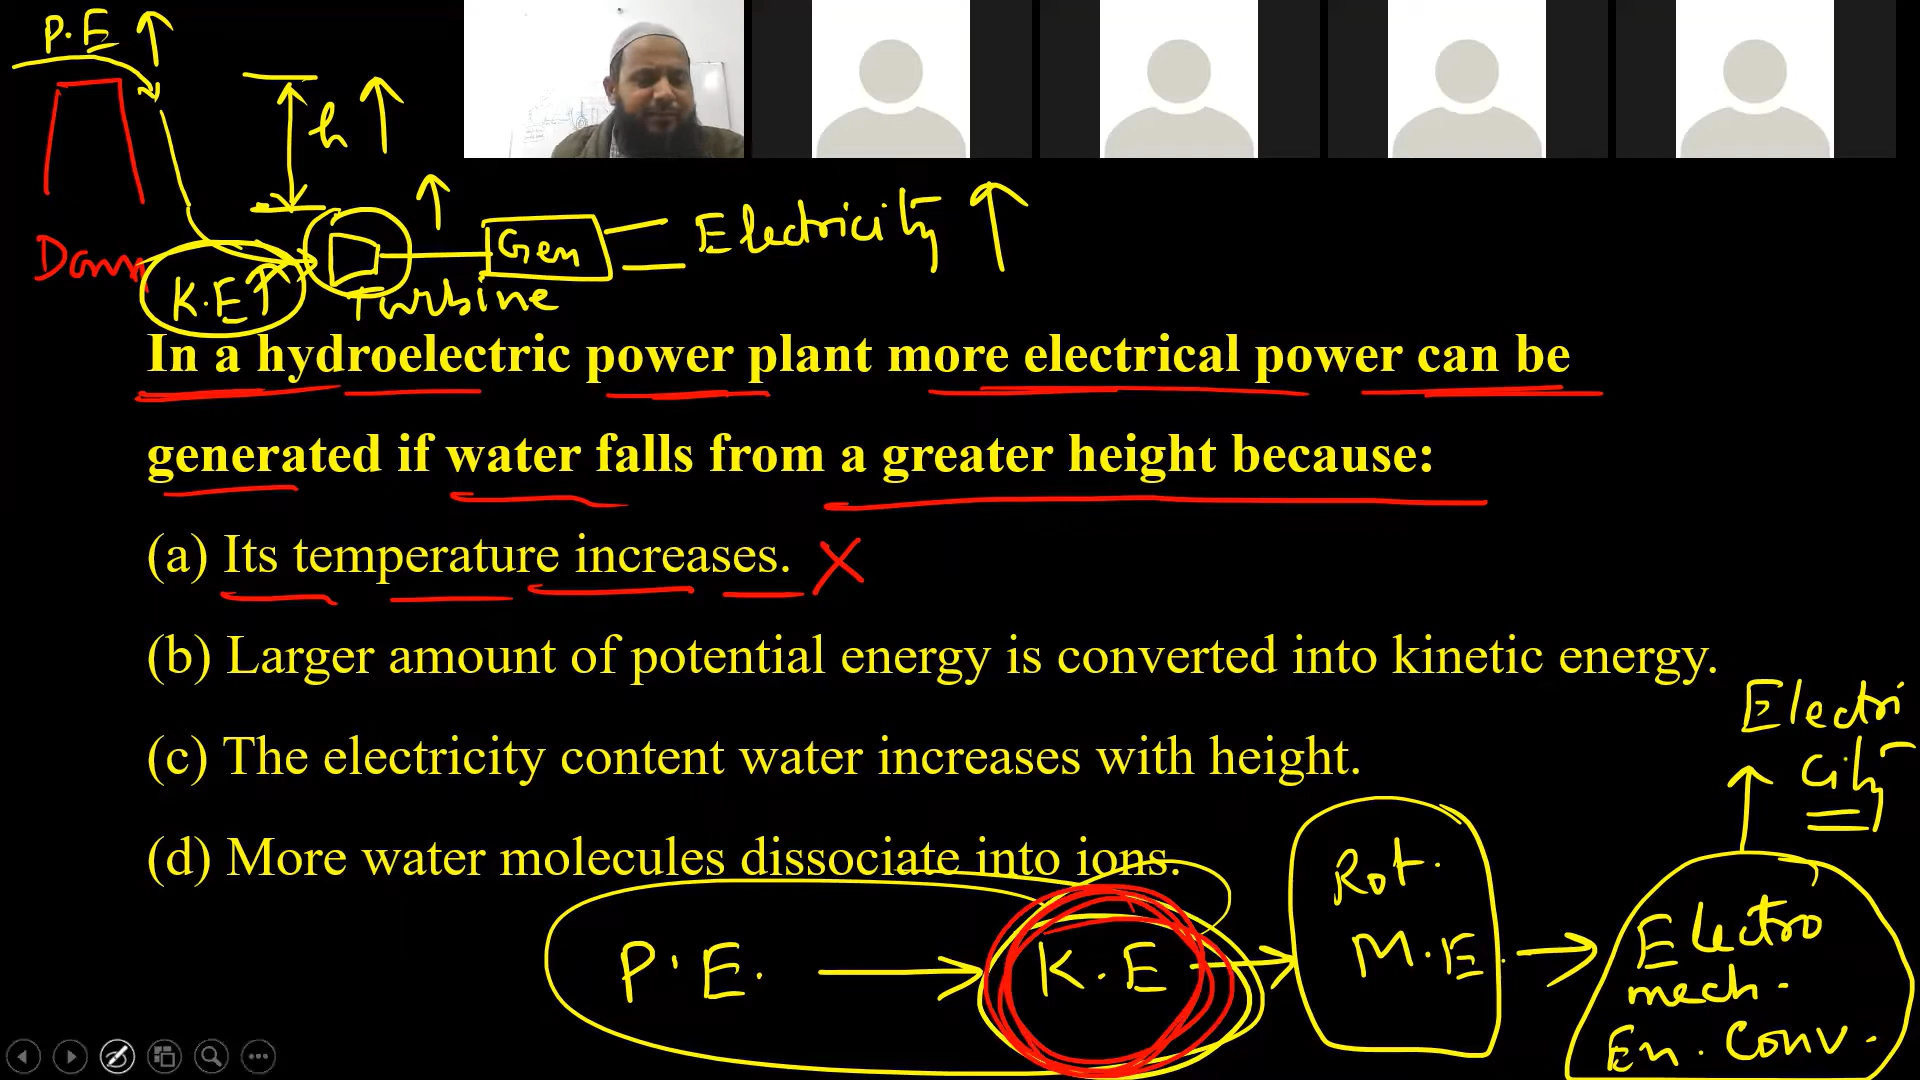 P.E
h
Gen
Electricity
Dam
K.E
Turbine
In a hydroelectric power plant more electrical power can be
generated if water falls from a greater height because:
(a) Its temperature increases.
(b) Larger amount of potential energy is converted into kinetic energy.
(c) The electricity content water increases with height.
(d) More water molecules dissociate into ions.
Electri
city
P.E.
K.E
Rot.
M.E.
Electro
mech.
En. Conv.